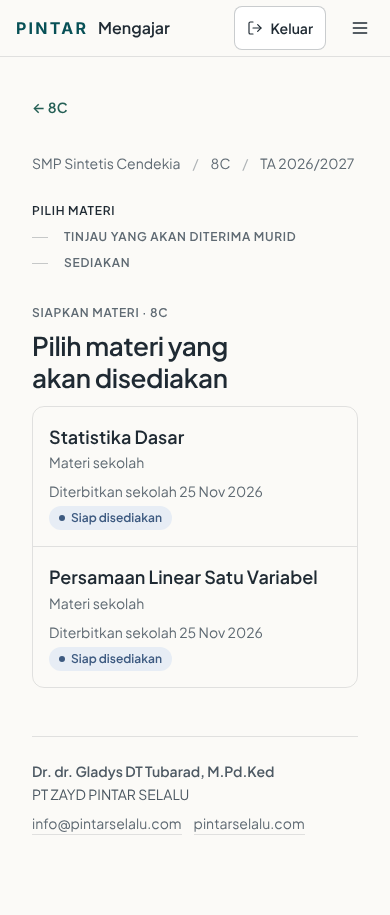 PINTAR Mengajar
Keluar
← 8C
SMP Sintetis Cendekia / 8C / TA 2026/2027
PILIH MATERI
— TINJAU YANG AKAN DITERIMA MURID
— SEDIAKAN
SIAPKAN MATERI · 8C
Pilih materi yang
akan disediakan
Statistika Dasar
Materi sekolah
Diterbitkan sekolah 25 Nov 2026
Siap disediakan
Persamaan Linear Satu Variabel
Materi sekolah
Diterbitkan sekolah 25 Nov 2026
Siap disediakan
Dr. dr. Gladys DT Tubarad, M.Pd.Ked
PT ZAYD PINTAR SELALU
info@pintarselalu.com pintarselalu.com